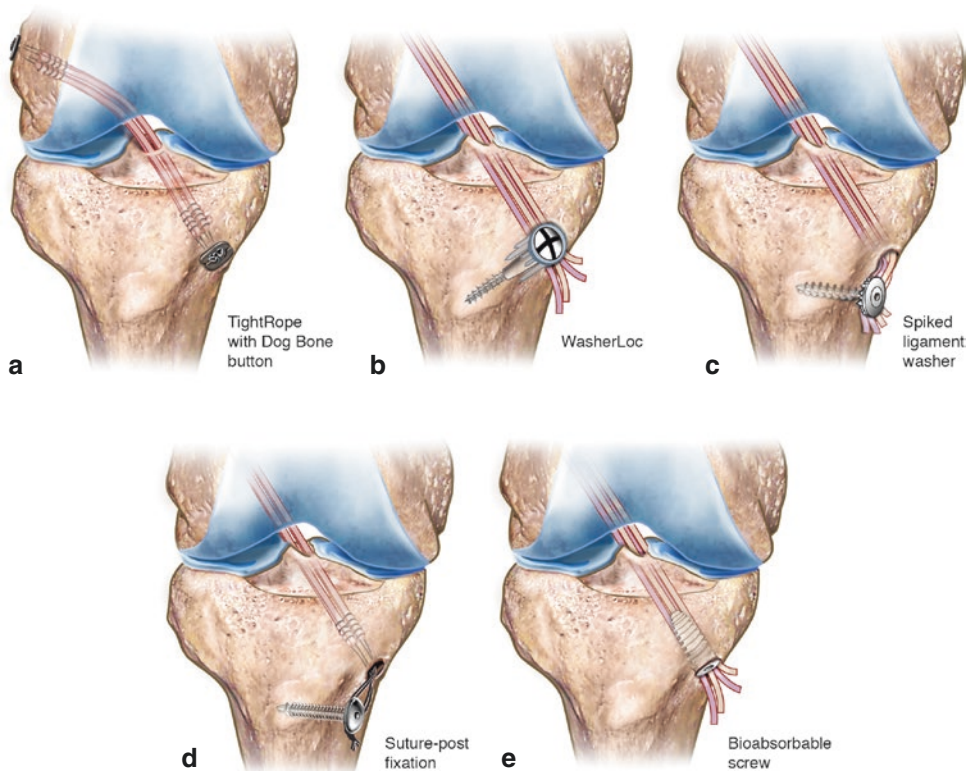 TightRope
with Dog Bone
button
a
WasherLoc
b
Spiked
ligament
washer
c
Suture-post
fixation
d
Bioabsorbable
screw
e